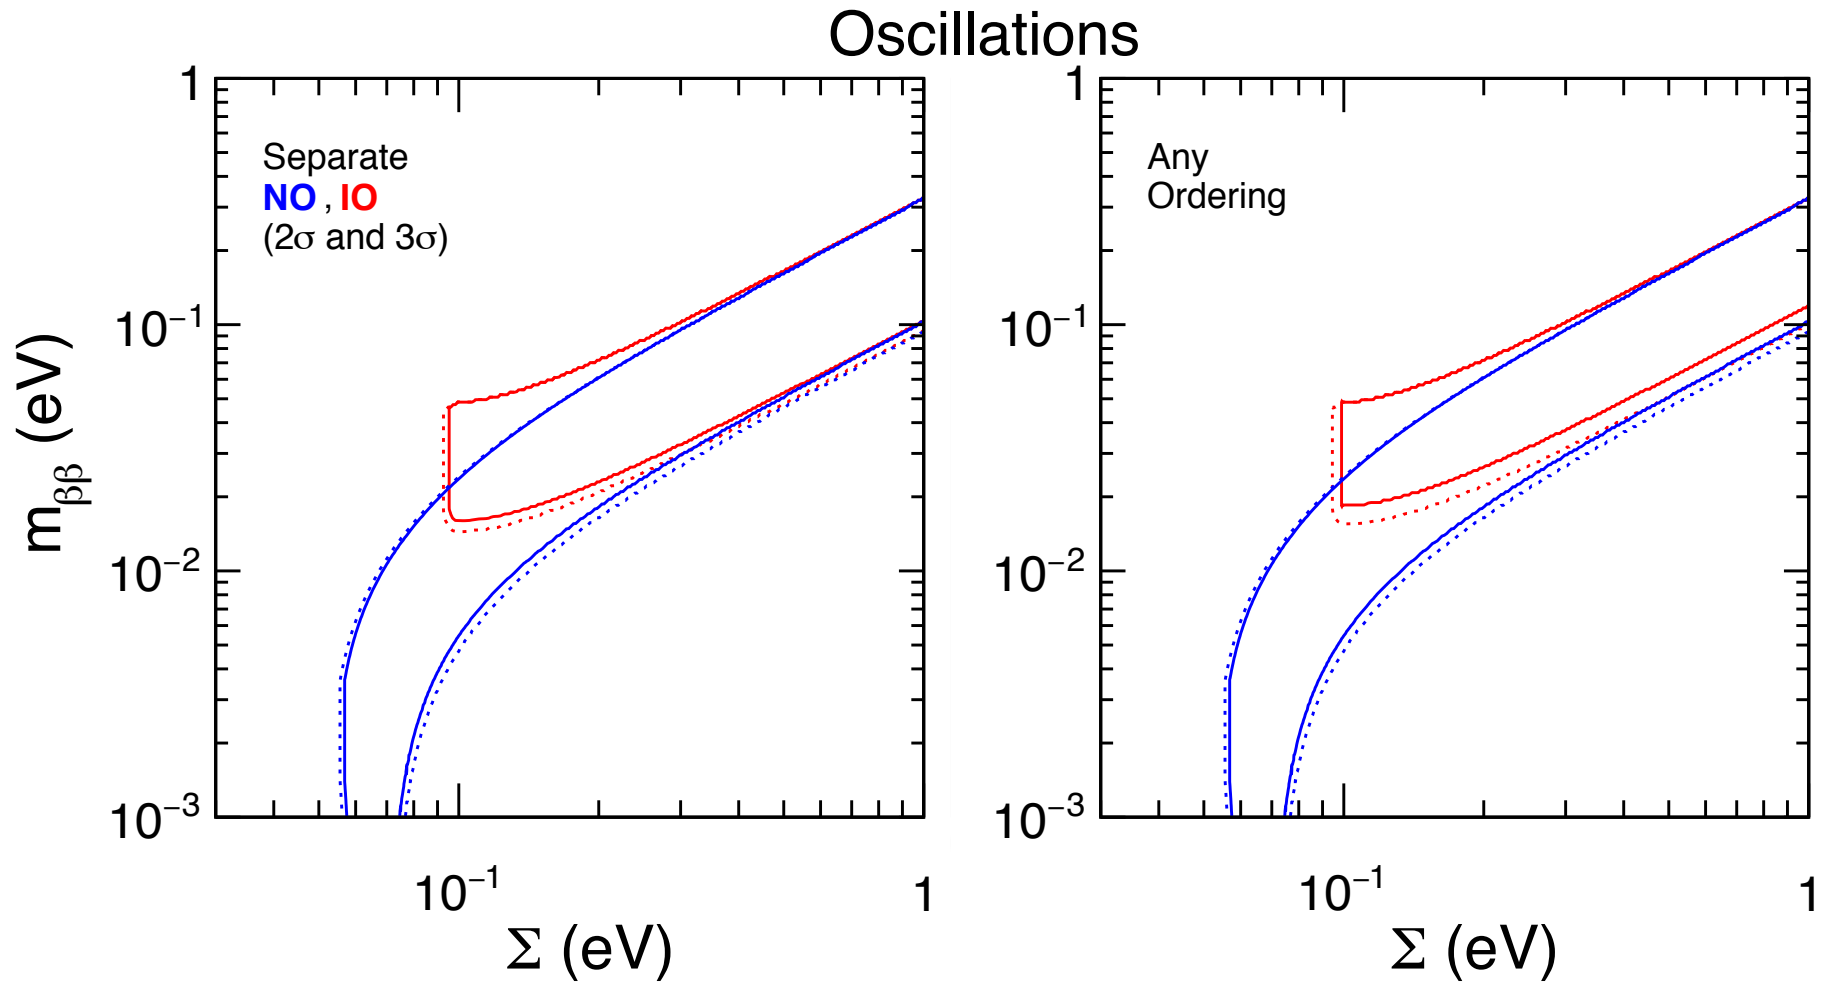 Oscillations
1
10⁻¹
10⁻²
10⁻³
m_ββ (eV)
Separate
NO , IO
(2σ and 3σ)
10⁻¹
1
Σ (eV)
1
10⁻¹
10⁻²
10⁻³
Any
Ordering
10⁻¹
1
Σ (eV)